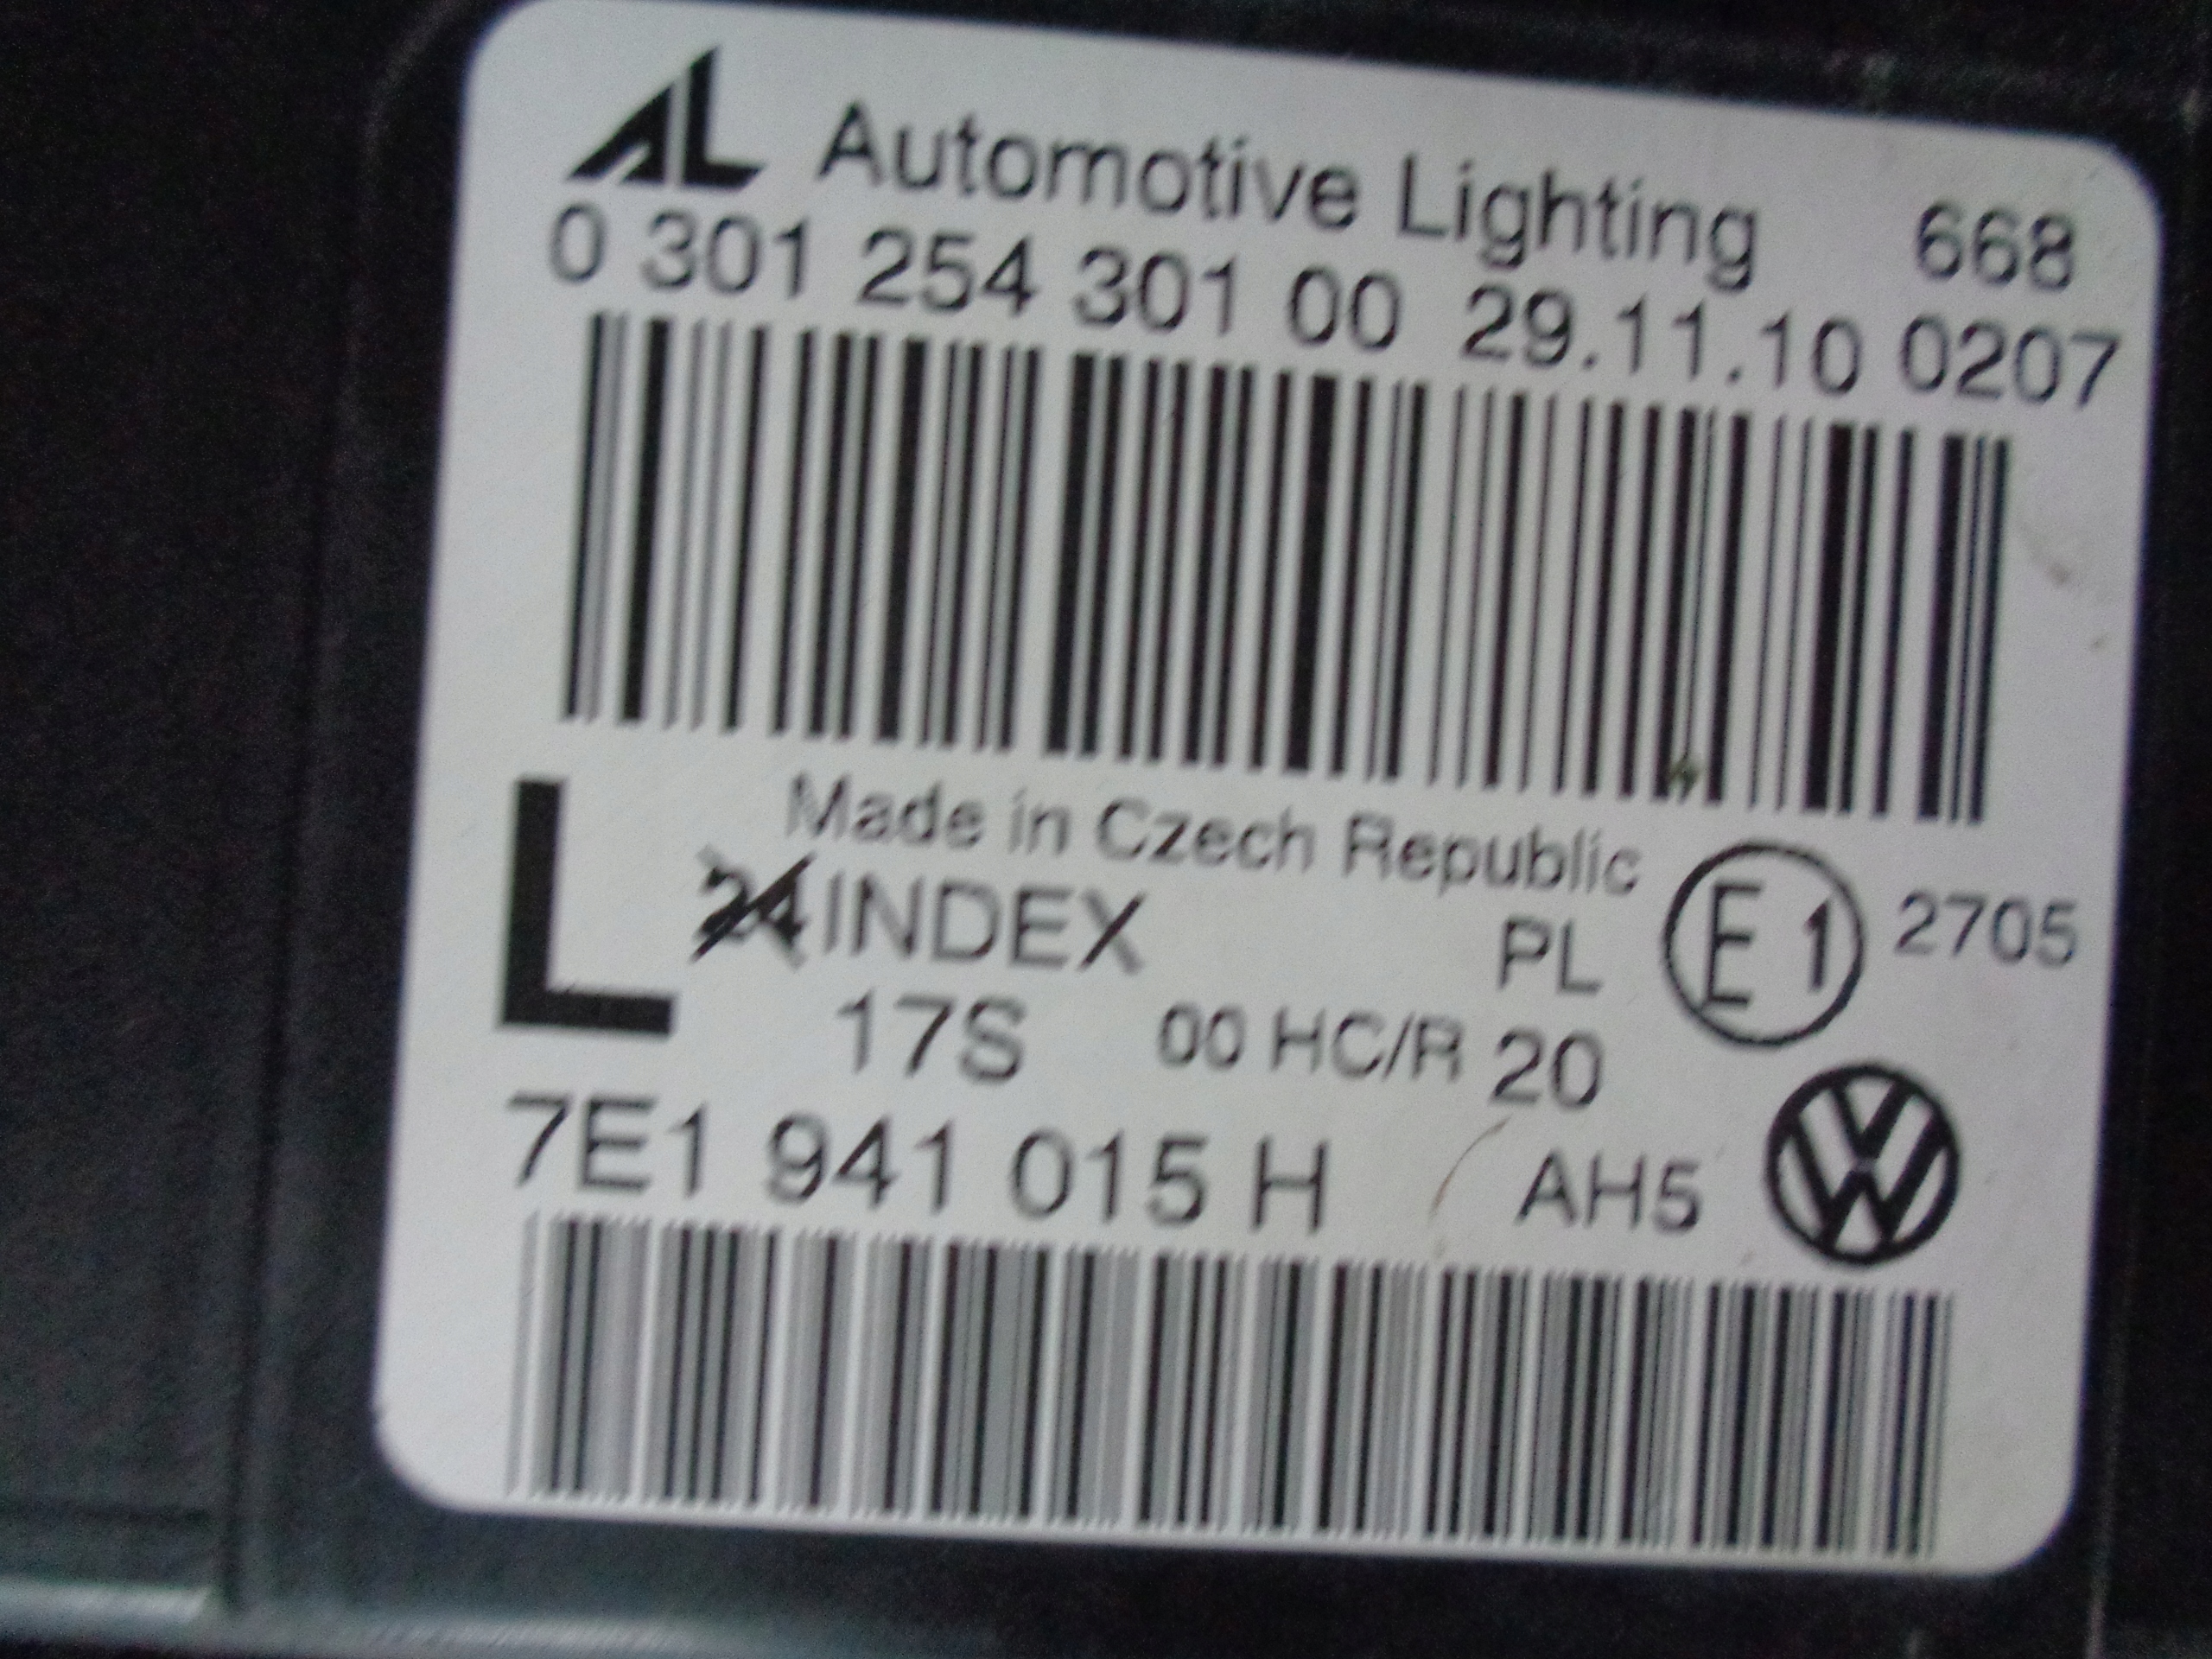 AL Automotive Lighting 668
0 301 254 301 00 29.11.10 0207
Made in Czech Republic
L 24 INDEX PL E1 2705
17S 00 HC/R 20
7E1 941 015 H AH5 VW